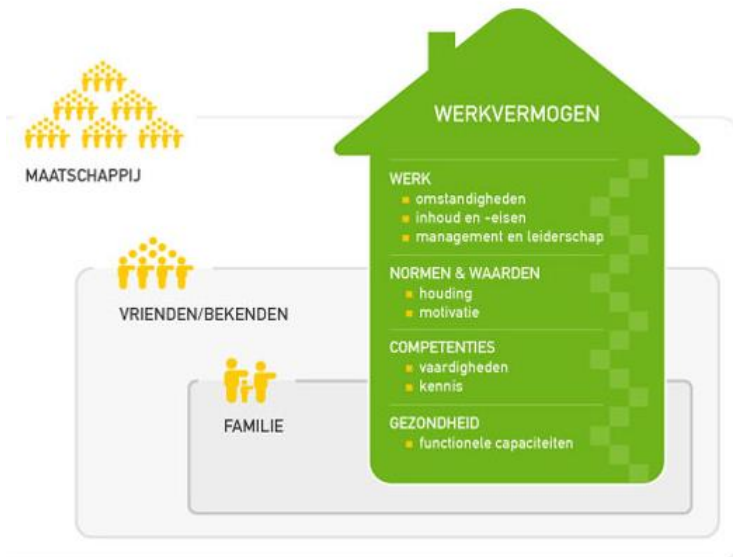 WERKVERMOGEN
MAATSCHAPPIJ
WERK
omstandigheden
inhoud en -eisen
management en leiderschap
VRIENDEN/BEKENDEN
NORMEN & WAARDEN
houding
motivatie
COMPETENTIES
vaardigheden
kennis
FAMILIE
GEZONDHEID
functionele capaciteiten